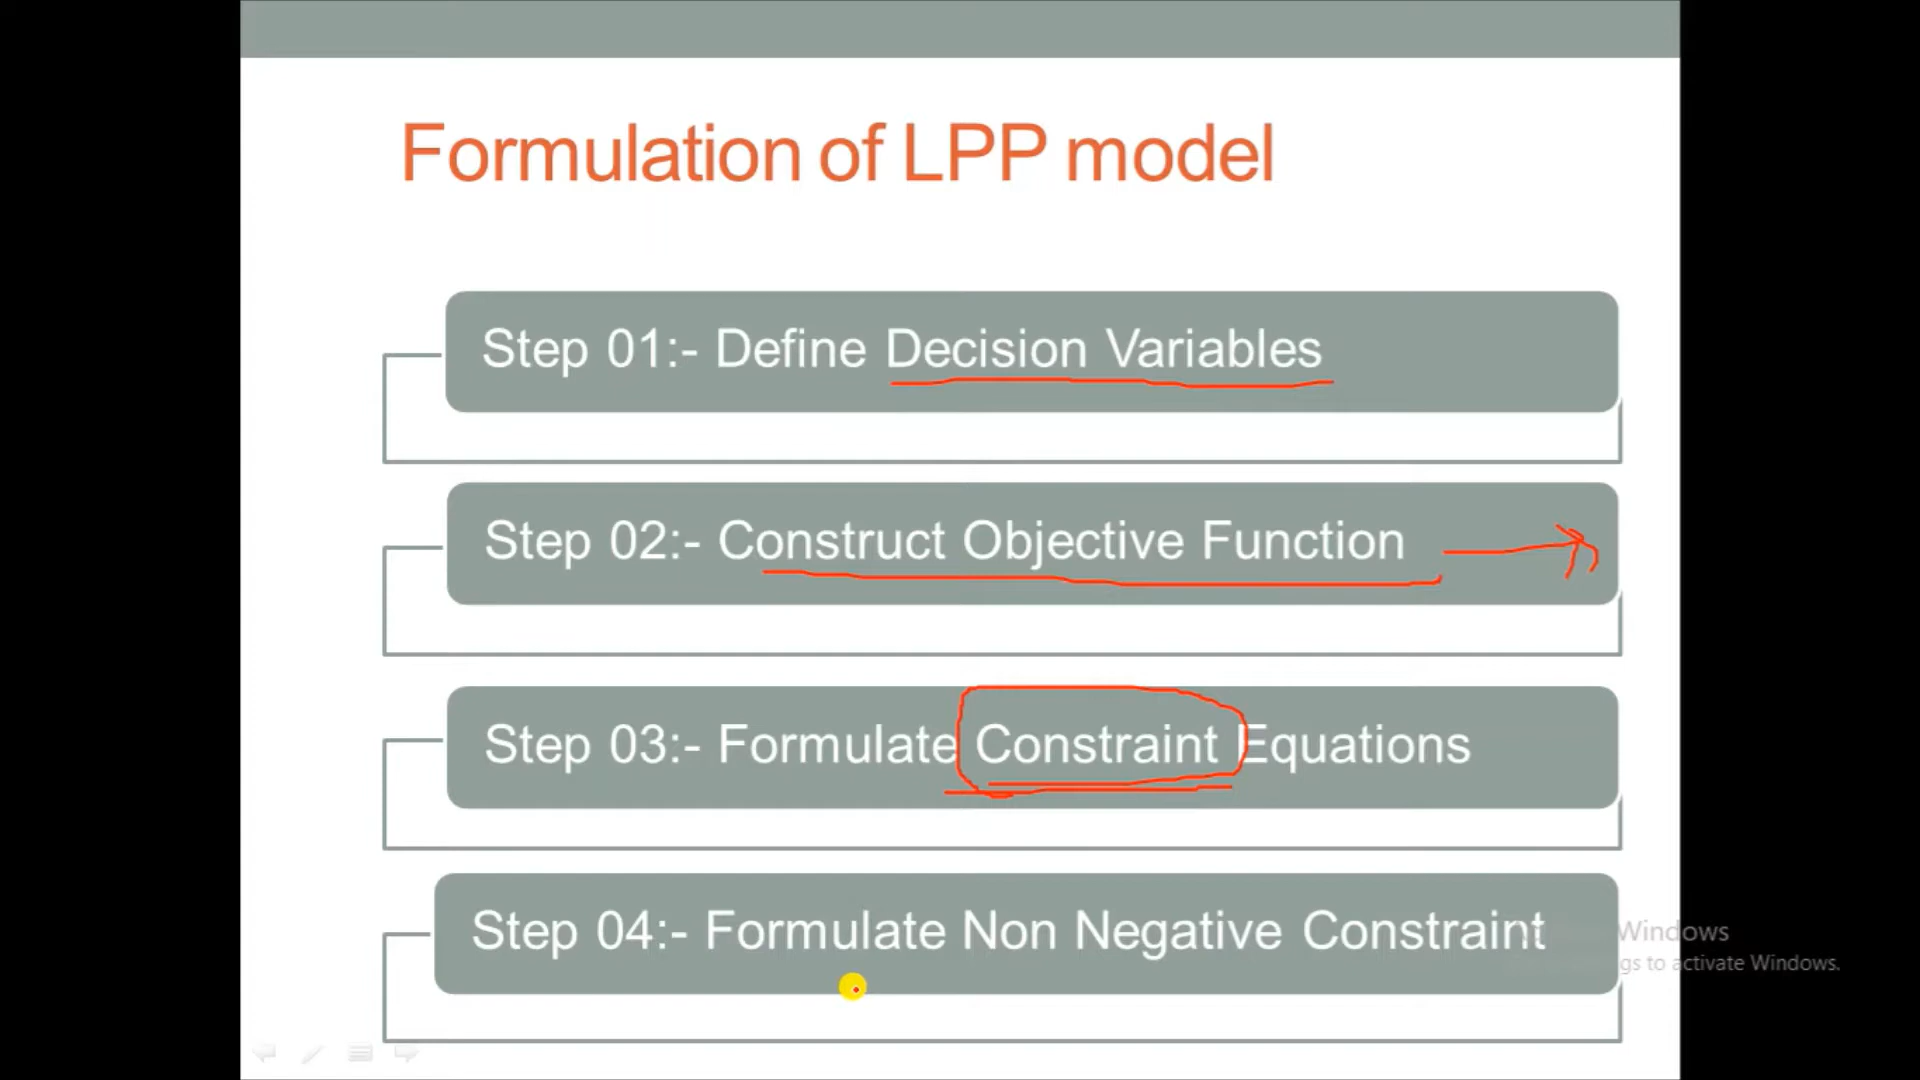 Formulation of LPP model
Step 01:- Define Decision Variables
Step 02:- Construct Objective Function
Step 03:- Formulate Constraint Equations
Step 04:- Formulate Non Negative Constraint
Windows
to activate Windows.